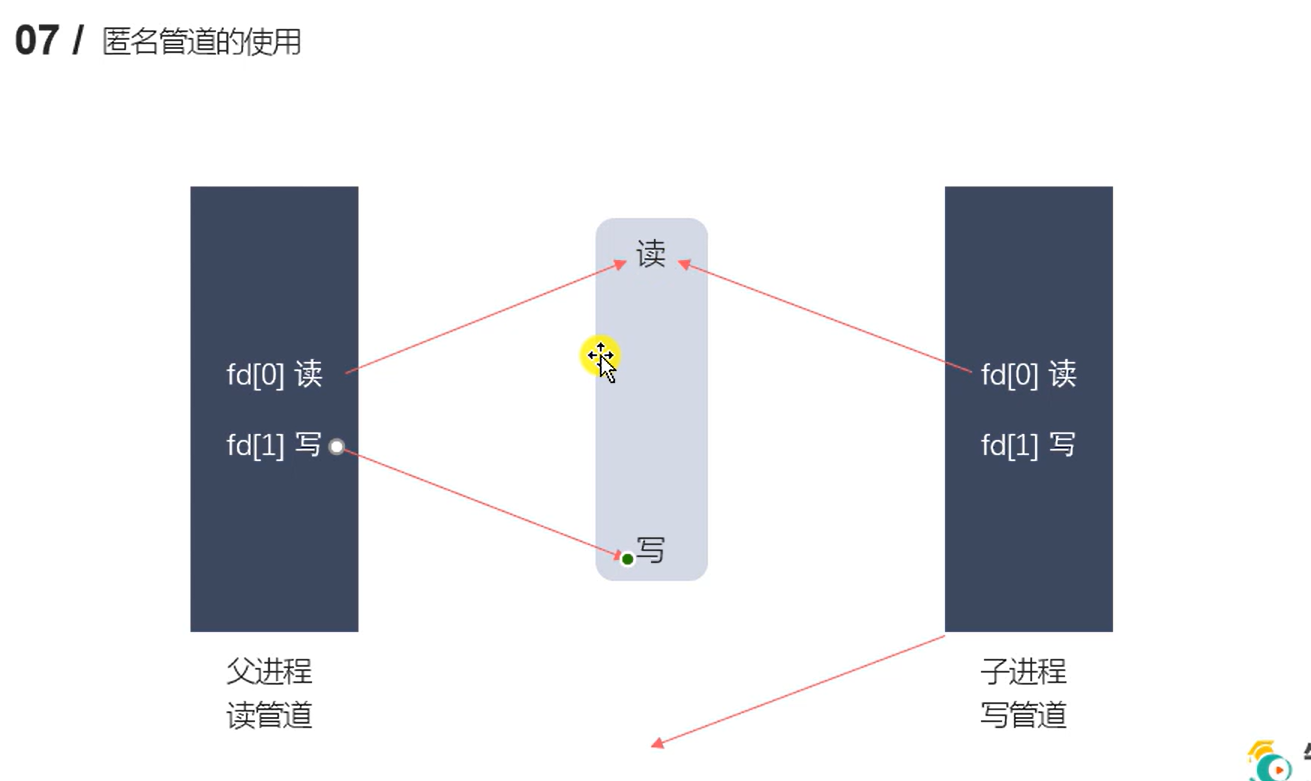 07 / 匿名管道的使用
读
fd[0] 读
fd[0] 读
fd[1] 写
fd[1] 写
写
父进程
读管道
子进程
写管道